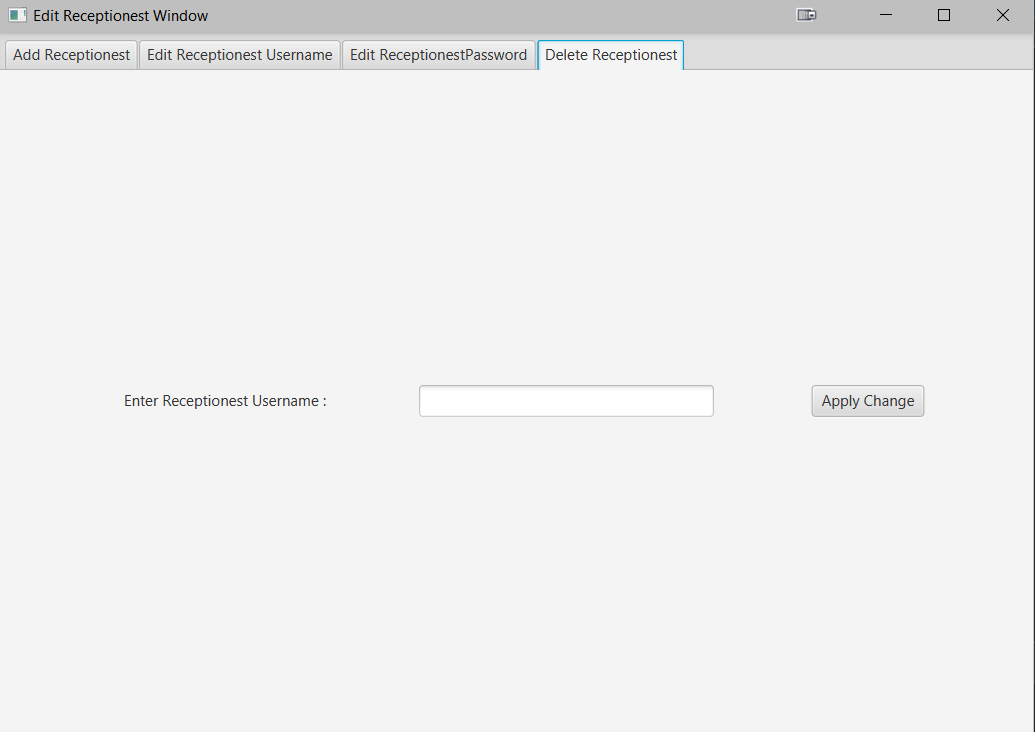 Edit Receptionest Window
Add Receptionest Edit Receptionest Username Edit ReceptionestPassword Delete Receptionest
Enter Receptionest Username : Apply Change